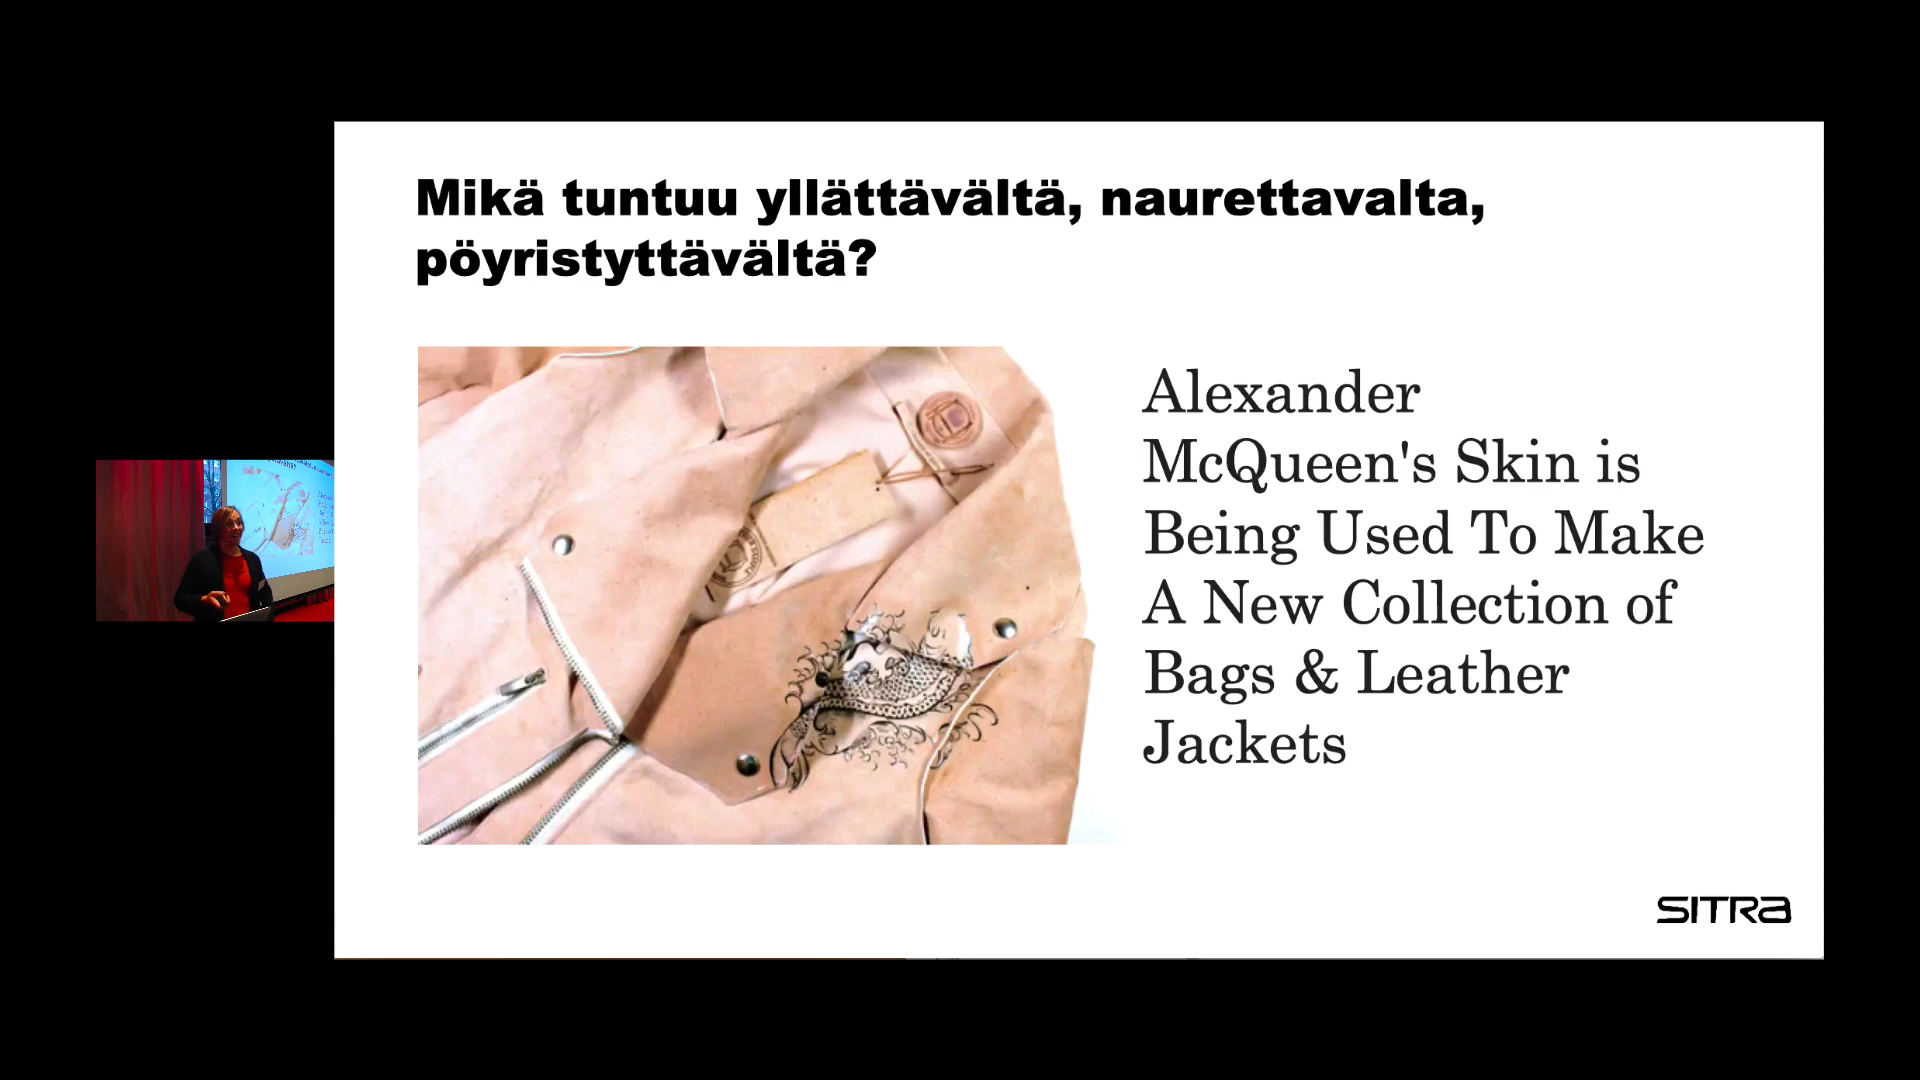 Mikä tuntuu yllättävältä, naurettavalta,
pöyristyttävältä?
Alexander
McQueen's Skin is
Being Used To Make
A New Collection of
Bags & Leather
Jackets
SITRA